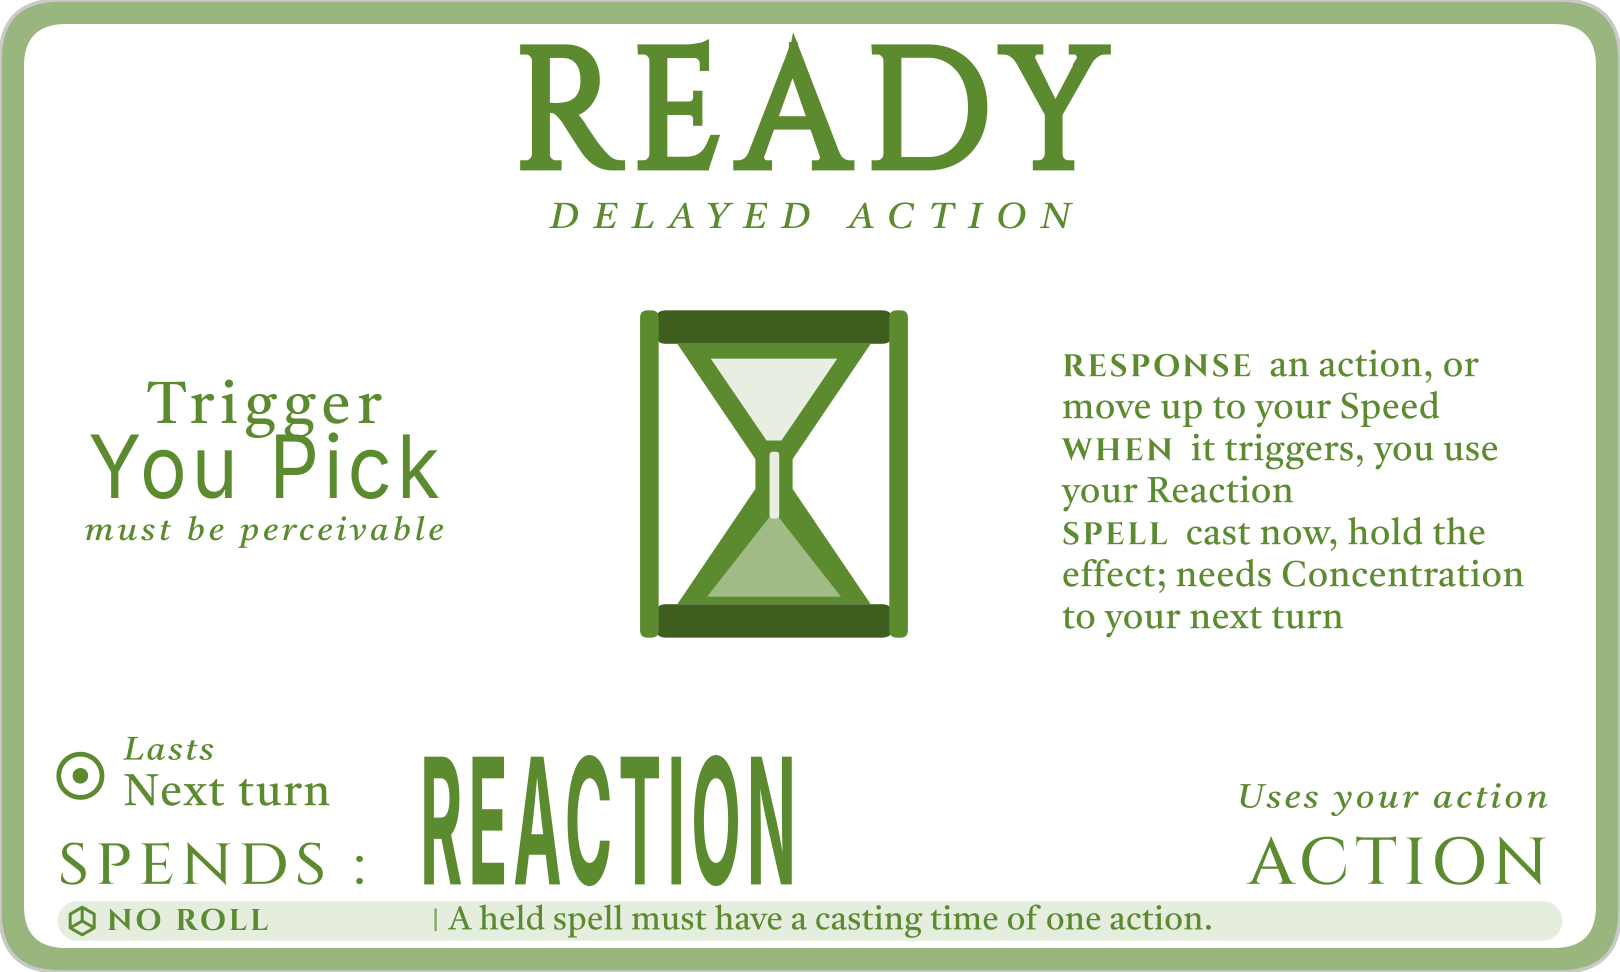 READY
DELAYED ACTION
Trigger
You Pick
must be perceivable
RESPONSE an action, or
move up to your Speed
WHEN it triggers, you use
your Reaction
SPELL cast now, hold the
effect; needs Concentration
to your next turn
Lasts
Next turn
SPENDS :
REACTION
Uses your action
ACTION
NO ROLL
| A held spell must have a casting time of one action.